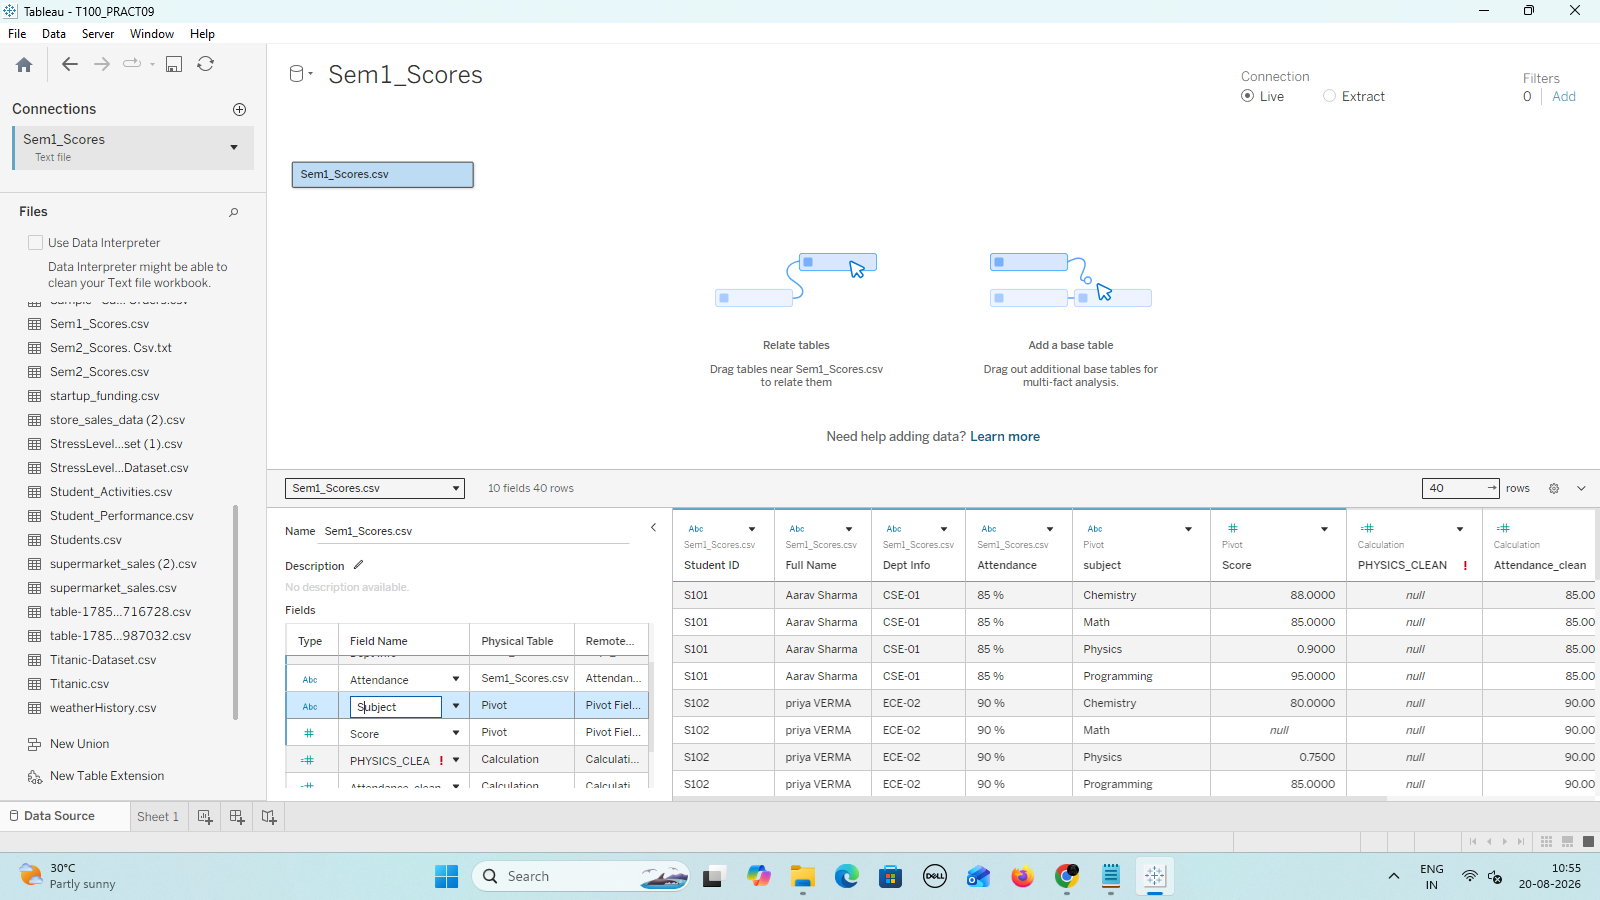 Tableau - T100_PRACT09
File Data Server Window Help
Connections
Sem1_Scores
Text file
Files
Use Data Interpreter
Data Interpreter might be able to
clean your Text file workbook.
Sem1_Scores.csv
Sem2_Scores. Csv.txt
Sem2_Scores.csv
startup_funding.csv
store_sales_data (2).csv
StressLevel...set (1).csv
StressLevel...Dataset.csv
Student_Activities.csv
Student_Performance.csv
Students.csv
supermarket_sales (2).csv
supermarket_sales.csv
table-1785...716728.csv
table-1785...987032.csv
Titanic-Dataset.csv
Titanic.csv
weatherHistory.csv
New Union
New Table Extension
Sem1_Scores
Connection
Live Extract
Filters
0 Add
Sem1_Scores.csv
Relate tables
Drag tables near Sem1_Scores.csv
to relate them
Add a base table
Drag out additional base tables for
multi-fact analysis.
Need help adding data? Learn more
Sem1_Scores.csv 10 fields 40 rows 40 rows
Name Sem1_Scores.csv
Description
No description available.
Fields
Type Field Name Physical Table Remote...
Abc Attendance Sem1_Scores.csv Attendan...
Abc Subject Pivot Pivot Fiel...
# Score Pivot Pivot Fiel...
=# PHYSICS_CLEA ! Calculation Calculati...
=# Attendance_clean Calculation Calculati...
Abc Abc Abc Abc Abc # =# =#
Sem1_Scores.csv Sem1_Scores.csv Sem1_Scores.csv Sem1_Scores.csv Pivot Pivot Calculation Calculation
Student ID Full Name Dept Info Attendance subject Score PHYSICS_CLEAN ! Attendance_clean
S101 Aarav Sharma CSE-01 85 % Chemistry 88.0000 null 85.00
S101 Aarav Sharma CSE-01 85 % Math 85.0000 null 85.00
S101 Aarav Sharma CSE-01 85 % Physics 0.9000 null 85.00
S101 Aarav Sharma CSE-01 85 % Programming 95.0000 null 85.00
S102 priya VERMA ECE-02 90 % Chemistry 80.0000 null 90.00
S102 priya VERMA ECE-02 90 % Math null null 90.00
S102 priya VERMA ECE-02 90 % Physics 0.7500 null 90.00
S102 priya VERMA ECE-02 90 % Programming 85.0000 null 90.00
Data Source Sheet 1
30°C
Partly sunny
Search
DELL
ENG
IN
10:55
20-08-2026